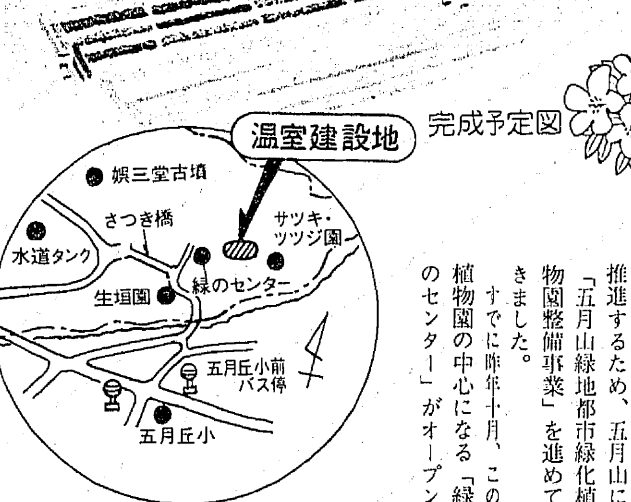 完成予定図
温室建設地
娯三堂古墳
さつき橋
水道タンク
サツキ・
ツツジ園
緑のセンター
生垣園
五月丘小前
バス停
五月丘小
推進するため、五月山に
「五月山緑地都市緑化植
物園整備事業」を進めて
きました。
すでに昨年十月、この
植物園の中心になる「緑
のセンター」がオープン